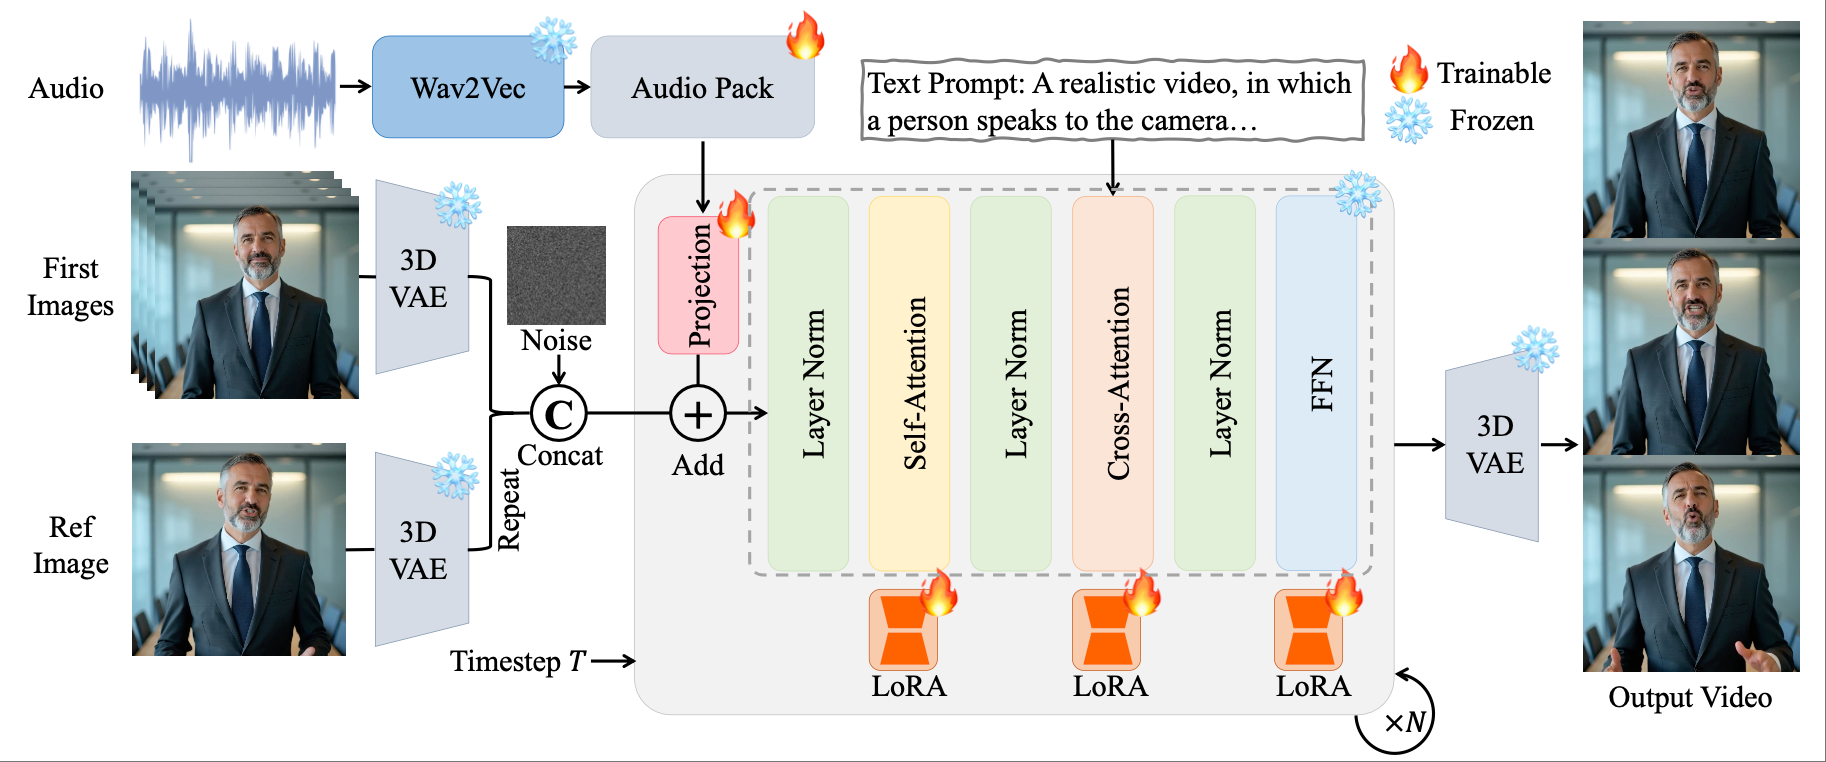 Audio
Wav2Vec
Audio Pack
Text Prompt: A realistic video, in which
a person speaks to the camera…
Trainable
Frozen
First
Images
3D
VAE
Noise
Projection
Layer Norm
Self-Attention
Layer Norm
Cross-Attention
Layer Norm
FFN
C
Concat
+
Add
3D
VAE
Ref
Image
3D
VAE
Repeat
Timestep T
LoRA
LoRA
LoRA
×N
Output Video